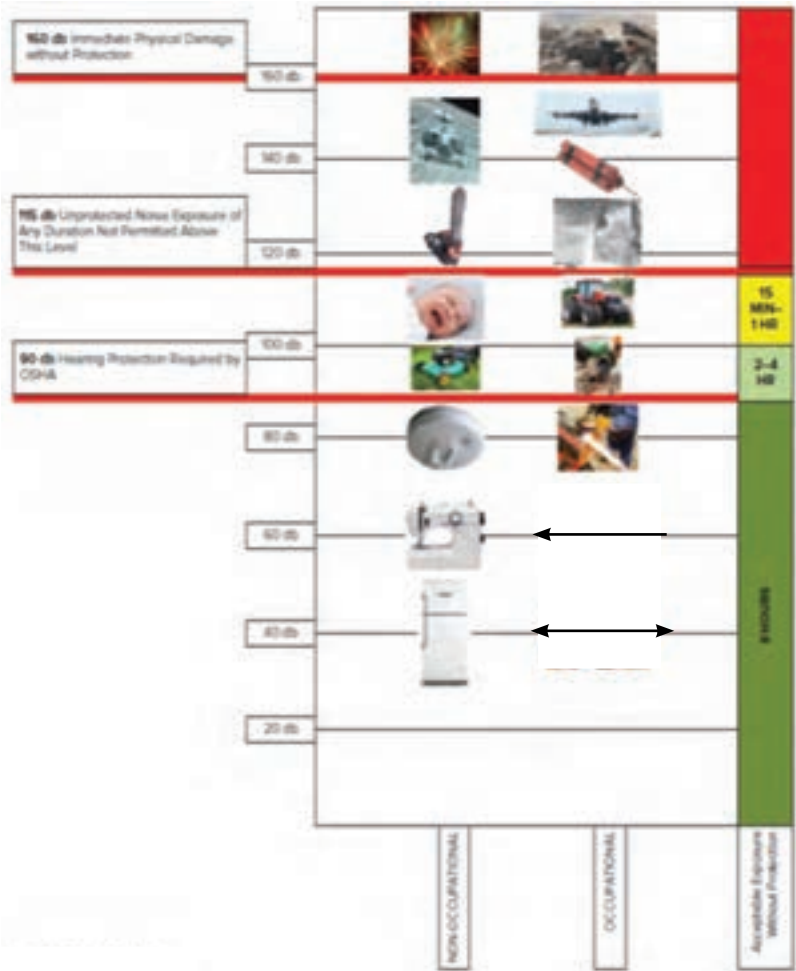 160 db Immediate Physical Damage
without Protection
160 db
140 db
115 db Unprotected Noise Exposure of
Any Duration Not Permitted Above
This Level
120 db
15
MIN–
1 HR
100 db
90 db Hearing Protection Required by
OSHA
2–4
HR
80 db
60 db
40 db
8 HOURS
20 db
NON-OCCUPATIONAL
OCCUPATIONAL
Acceptable Exposure
Without Protection